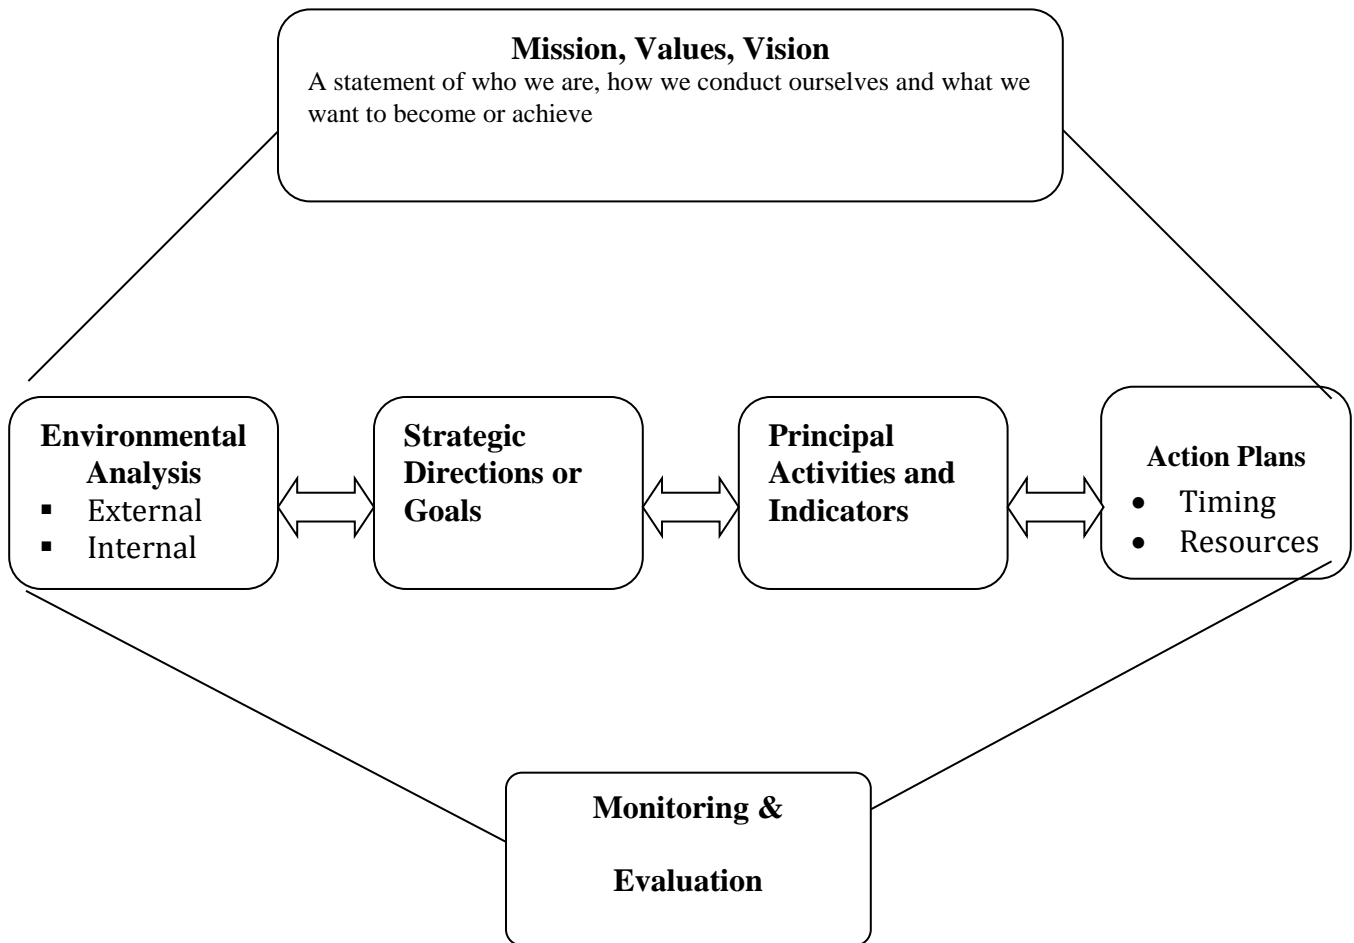 Mission, Values, Vision
A statement of who we are, how we conduct ourselves and what we
want to become or achieve
Environmental
Analysis
▪ External
▪ Internal
Strategic
Directions or
Goals
Principal
Activities and
Indicators
Action Plans
• Timing
• Resources
Monitoring &
Evaluation